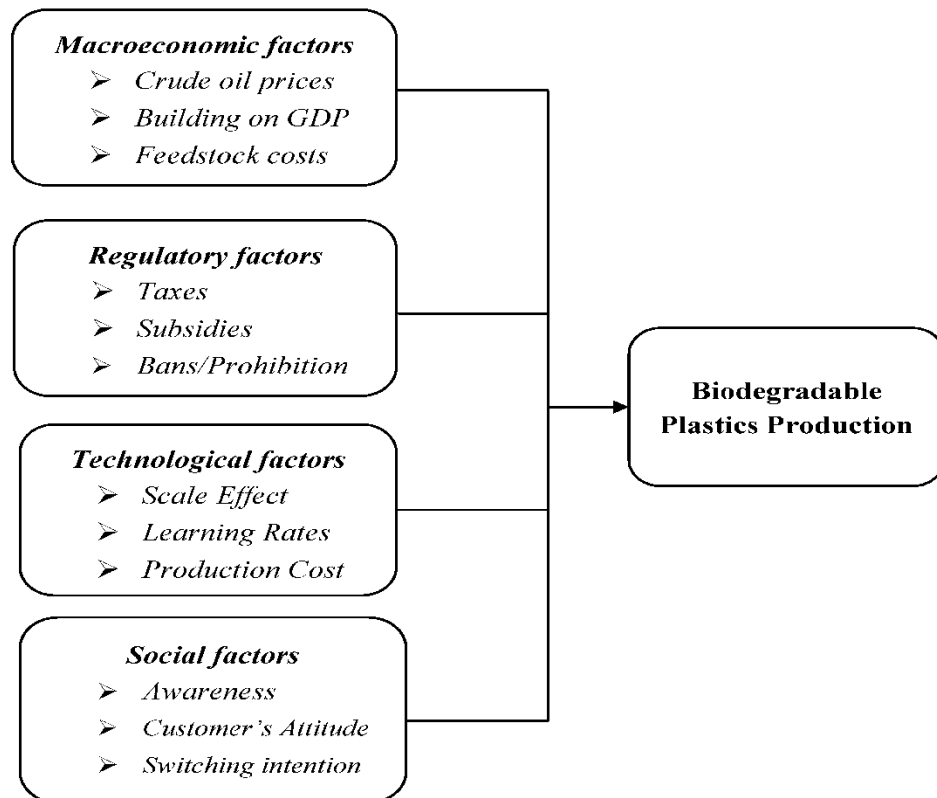 Macroeconomic factors
➢ Crude oil prices
➢ Building on GDP
➢ Feedstock costs
Regulatory factors
➢ Taxes
➢ Subsidies
➢ Bans/Prohibition
Technological factors
➢ Scale Effect
➢ Learning Rates
➢ Production Cost
Social factors
➢ Awareness
➢ Customer's Attitude
➢ Switching intention
Biodegradable
Plastics Production